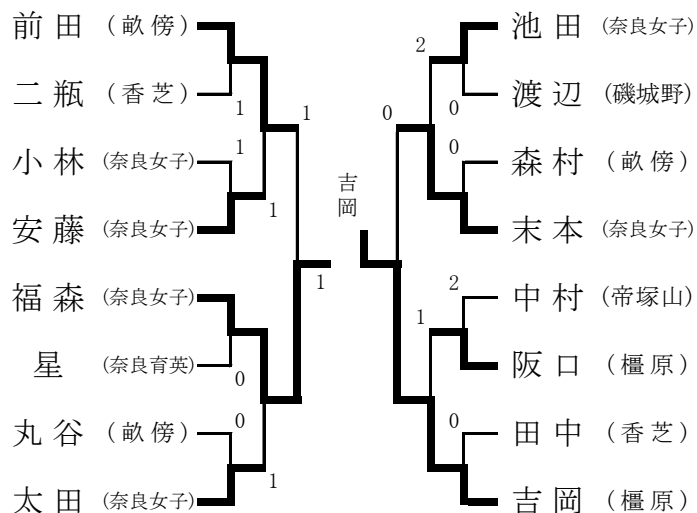 前田 (畝傍)
二瓶 (香芝)
1
小林 (奈良女子)
1
安藤 (奈良女子)
1
1
福森 (奈良女子)
星 (奈良育英)
0
丸谷 (畝傍)
0
太田 (奈良女子)
1
1
吉岡
池田 (奈良女子)
2
渡辺 (磯城野)
0
0
森村 (畝傍)
0
末本 (奈良女子)
中村 (帝塚山)
2
1
阪口 (橿原)
田中 (香芝)
0
吉岡 (橿原)